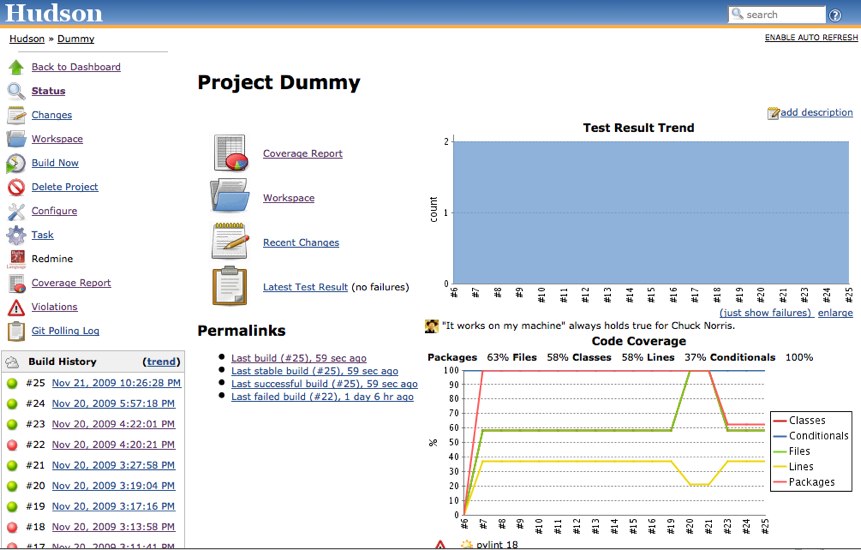 Hudson
search
Hudson » Dummy
ENABLE AUTO REFRESH
Back to Dashboard
Status
Changes
Workspace
Build Now
Delete Project
Configure
Task
Redmine
Coverage Report
Violations
Git Polling Log
Build History (trend)
#25 Nov 21, 2009 10:26:28 PM
#24 Nov 20, 2009 5:57:18 PM
#23 Nov 20, 2009 4:22:01 PM
#22 Nov 20, 2009 4:20:21 PM
#21 Nov 20, 2009 3:27:58 PM
#20 Nov 20, 2009 3:19:04 PM
#19 Nov 20, 2009 3:17:16 PM
#18 Nov 20, 2009 3:13:58 PM
#17 Nov 20, 2009 3:11:41 PM
Project Dummy
Coverage Report
Workspace
Recent Changes
Latest Test Result (no failures)
Permalinks
Last build (#25), 59 sec ago
Last stable build (#25), 59 sec ago
Last successful build (#25), 59 sec ago
Last failed build (#22), 1 day 6 hr ago
add description
Test Result Trend
count
2
1
0
#6 #7 #8 #9 #10 #11 #12 #13 #14 #15 #16 #17 #18 #19 #20 #21 #23 #24 #25
(just show failures) enlarge
"It works on my machine" always holds true for Chuck Norris.
Code Coverage
Packages 63% Files 58% Classes 58% Lines 37% Conditionals 100%
%
100
90
80
70
60
50
40
30
20
10
0
#6 #7 #8 #9 #10 #11 #12 #13 #14 #15 #16 #19 #20 #21 #23 #24 #25
Classes
Conditionals
Files
Lines
Packages
pylint 18